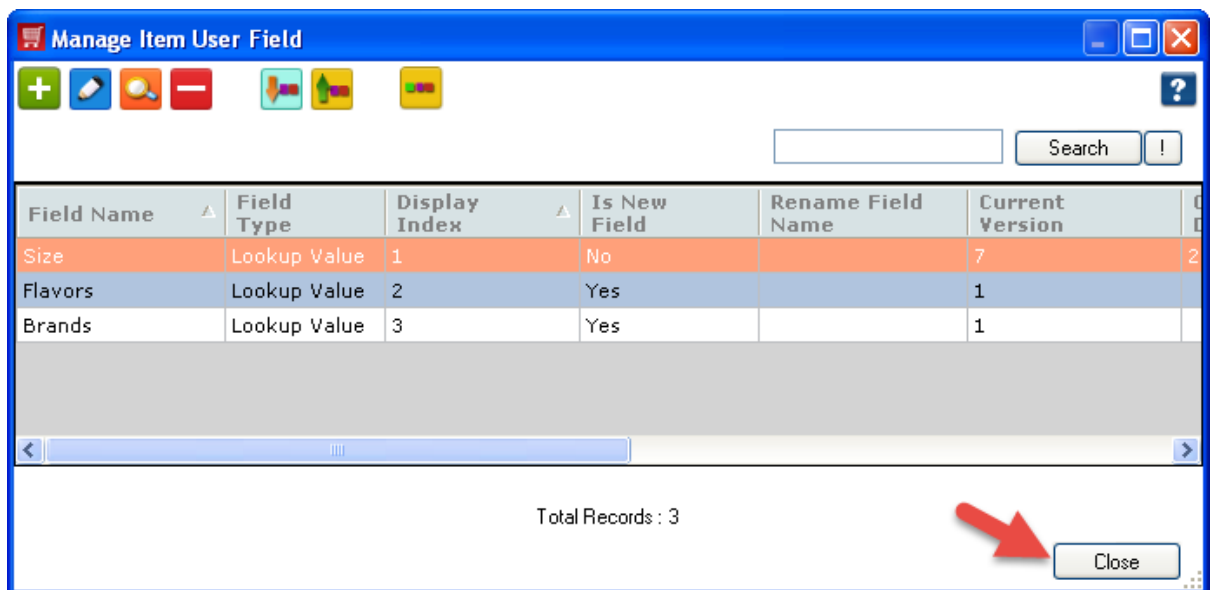 Manage Item User Field
?
Search !
Field Name Field Type Display Index Is New Field Rename Field Name Current Version
Size Lookup Value 1 No 7 2
Flavors Lookup Value 2 Yes 1
Brands Lookup Value 3 Yes 1
Total Records : 3
Close